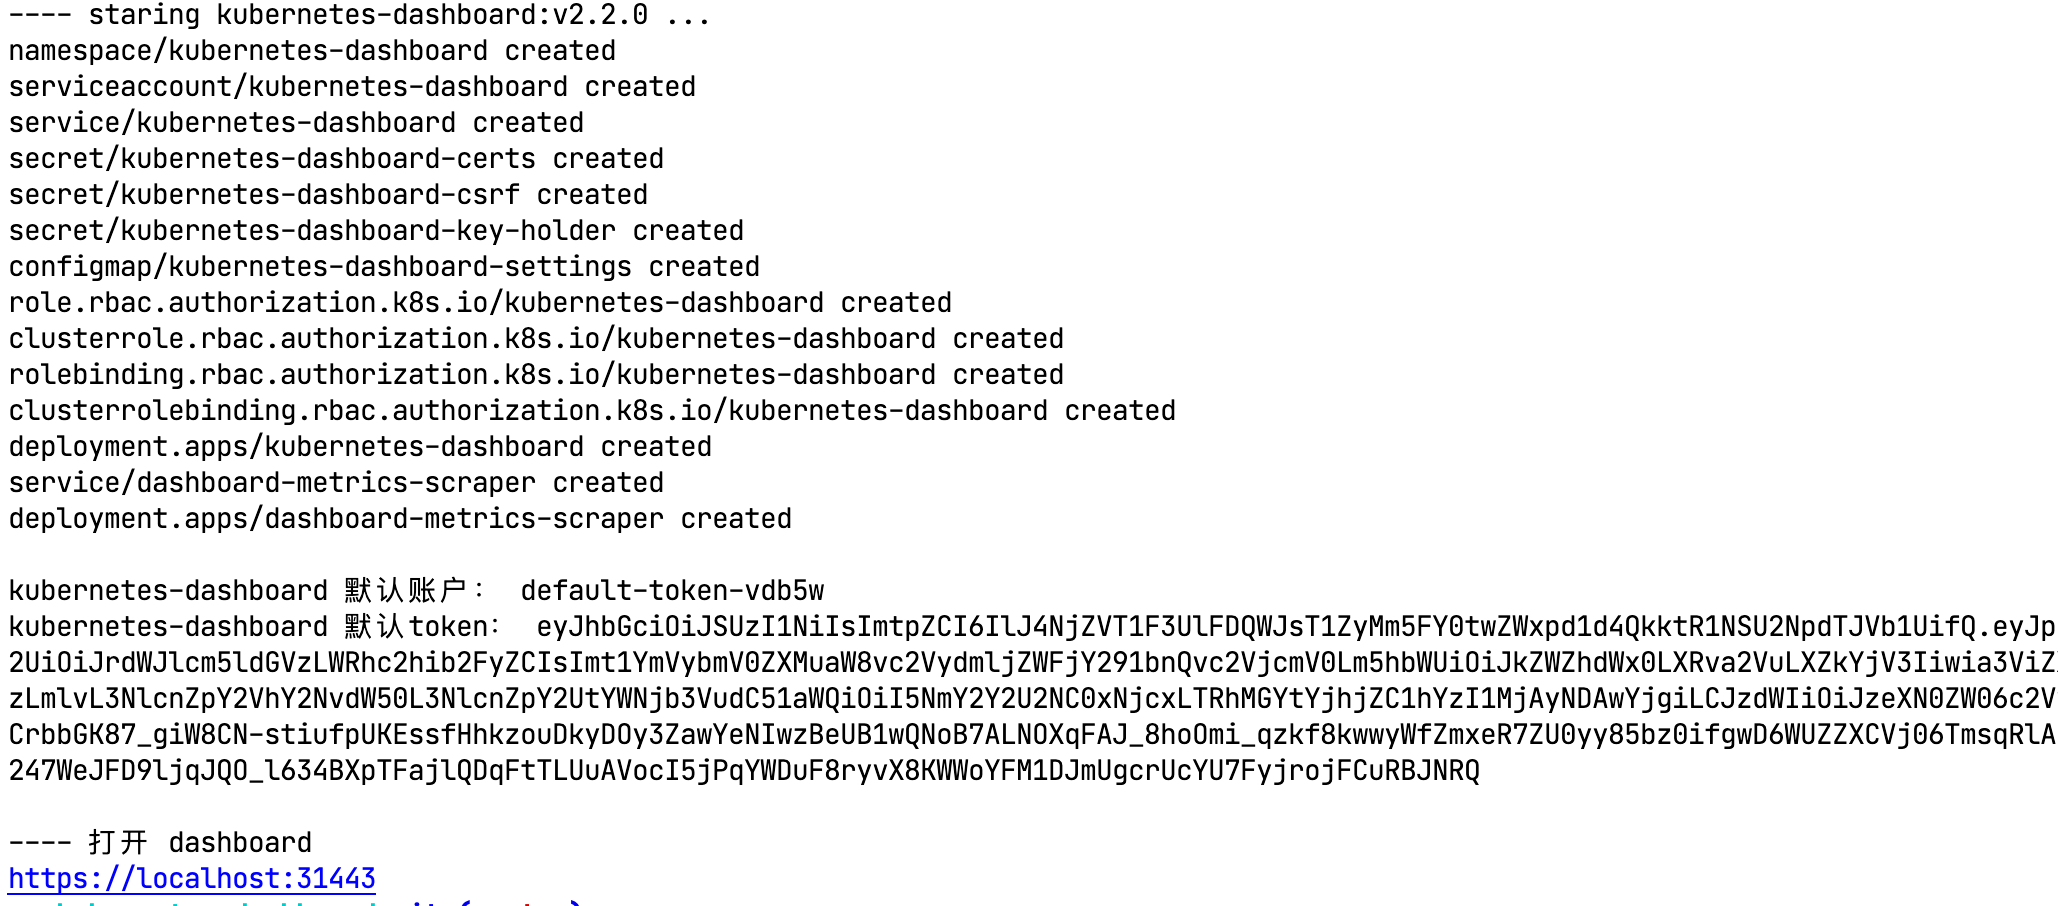 ---- staring kubernetes-dashboard:v2.2.0 ...
namespace/kubernetes-dashboard created
serviceaccount/kubernetes-dashboard created
service/kubernetes-dashboard created
secret/kubernetes-dashboard-certs created
secret/kubernetes-dashboard-csrf created
secret/kubernetes-dashboard-key-holder created
configmap/kubernetes-dashboard-settings created
role.rbac.authorization.k8s.io/kubernetes-dashboard created
clusterrole.rbac.authorization.k8s.io/kubernetes-dashboard created
rolebinding.rbac.authorization.k8s.io/kubernetes-dashboard created
clusterrolebinding.rbac.authorization.k8s.io/kubernetes-dashboard created
deployment.apps/kubernetes-dashboard created
service/dashboard-metrics-scraper created
deployment.apps/dashboard-metrics-scraper created
kubernetes-dashboard 默认账户： default-token-vdb5w
kubernetes-dashboard 默认token： eyJhbGciOiJSUzI1NiIsImtpZCI6IlJ4NjZVT1F3UlFDQWJsT1ZyMm5FY0twZWxpd1d4QkktR1NSU2NpdTJVb1UifQ.eyJp
2UiOiJrdWJlcm5ldGVzLWRhc2hib2FyZCIsImt1YmVybmV0ZXMuaW8vc2VydmljZWFjY291bnQvc2VjcmV0Lm5hbWUiOiJkZWZhdWx0LXRva2VuLXZkYjV3Iiwia3ViZ
zLmlvL3NlcnZpY2VhY2NvdW50L3NlcnZpY2UtYWNjb3VudC51aWQiOiI5NmY2Y2U2NC0xNjcxLTRhMGYtYjhjZC1hYzI1MjAyNDAwYjgiLCJzdWIiOiJzeXN0ZW06c2V
CrbbGK87_giW8CN-stiufpUKEssfHhkzouDkyDOy3ZawYeNIwzBeUB1wQNoB7ALNOXqFAJ_8hoOmi_qzkf8kwwyWfZmxeR7ZU0yy85bz0ifgwD6WUZZXCVj06TmsqRlA
247WeJFD9ljqJQO_l634BXpTFajlQDqFtTLUuAVocI5jPqYWDuF8ryvX8KWWoYFM1DJmUgcrUcYU7FyjrojFCuRBJNRQ
---- 打开 dashboard
https://localhost:31443